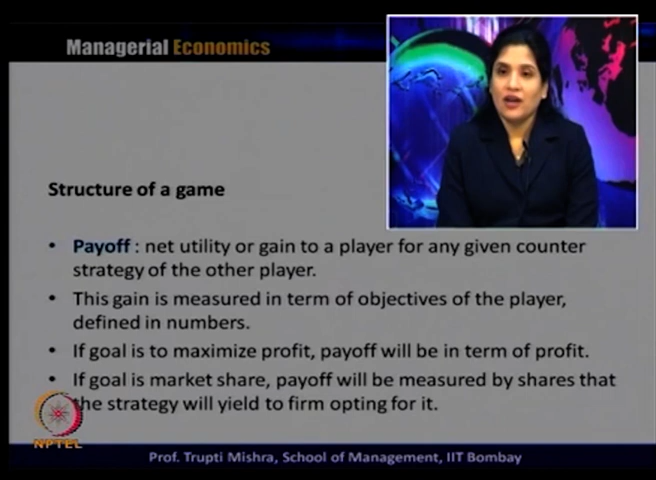 Managerial Economics
Structure of a game
• Payoff : net utility or gain to a player for any given counter
strategy of the other player.
• This gain is measured in term of objectives of the player,
defined in numbers.
• If goal is to maximize profit, payoff will be in term of profit.
• If goal is market share, payoff will be measured by shares that
the strategy will yield to firm opting for it.
NPTEL
Prof. Trupti Mishra, School of Management, IIT Bombay